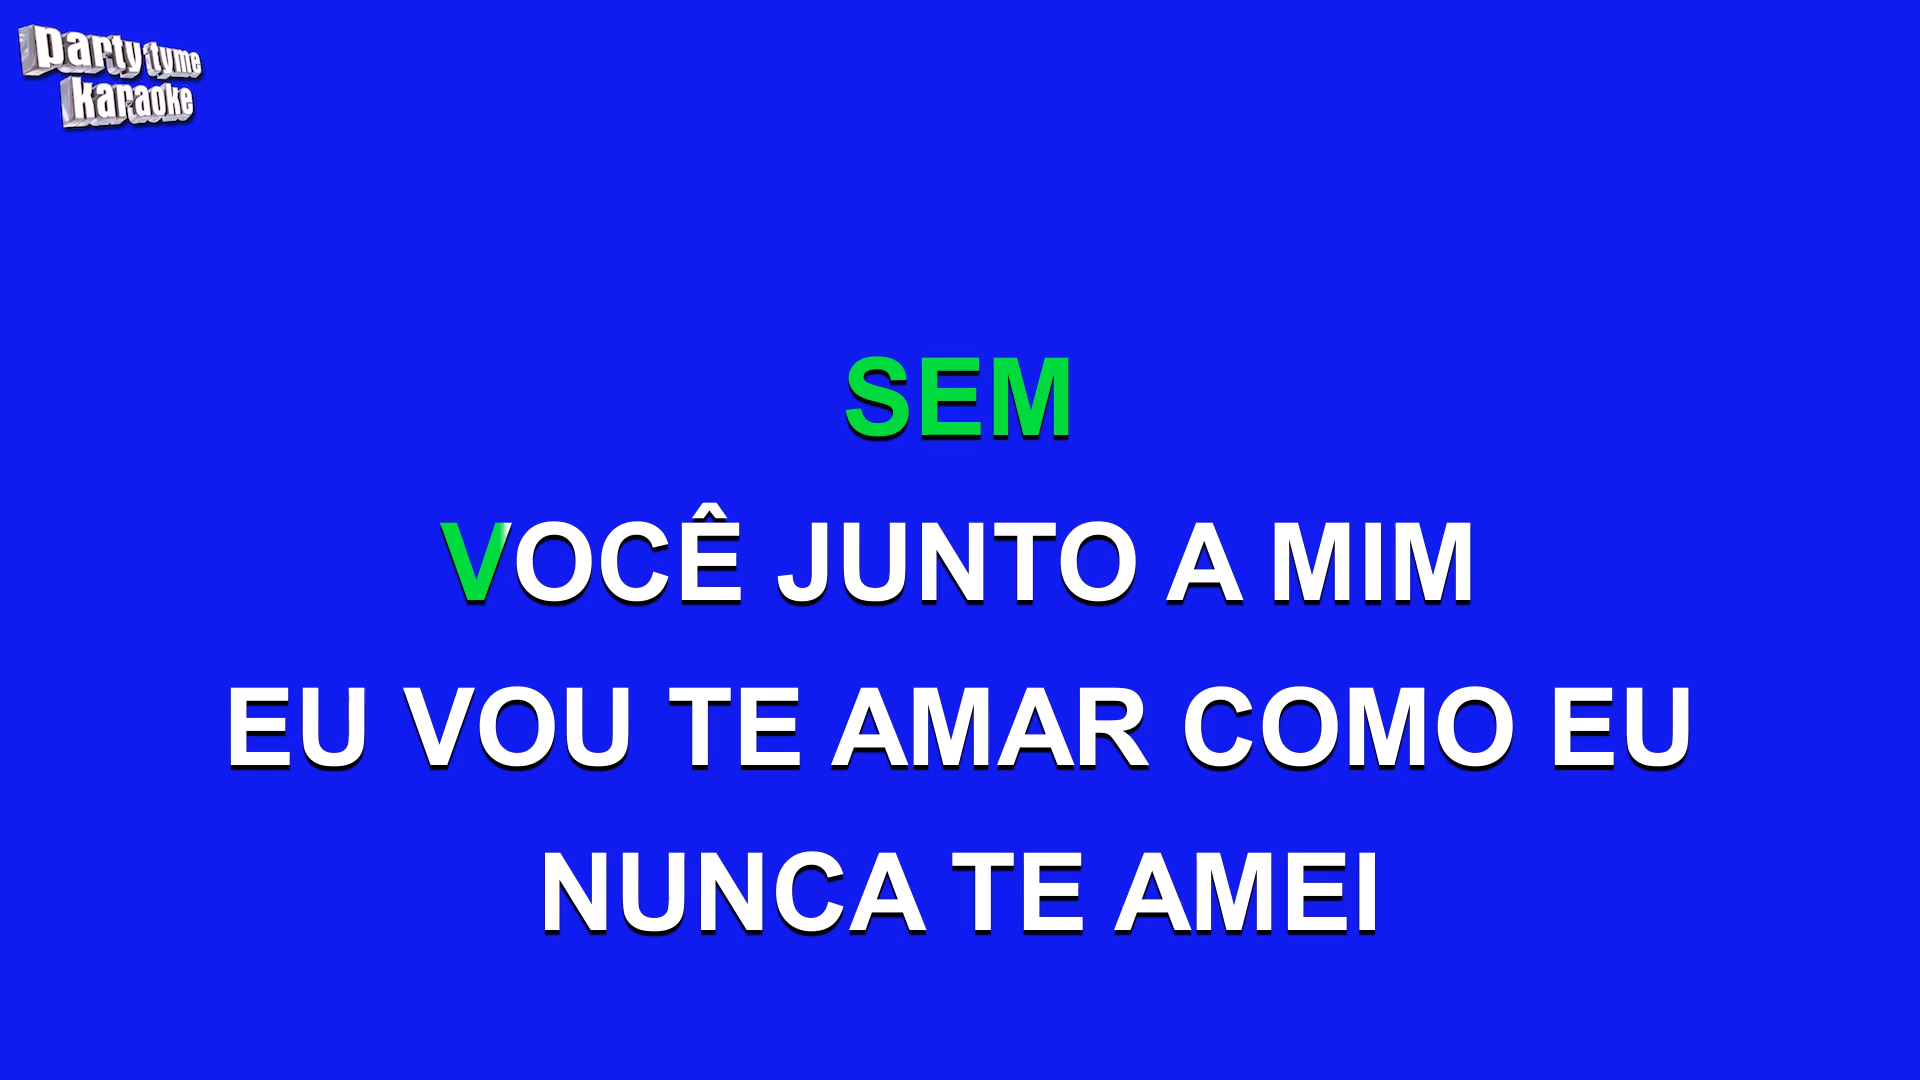 party tyme
karaoke
SEM
VOCÊ JUNTO A MIM
EU VOU TE AMAR COMO EU
NUNCA TE AMEI